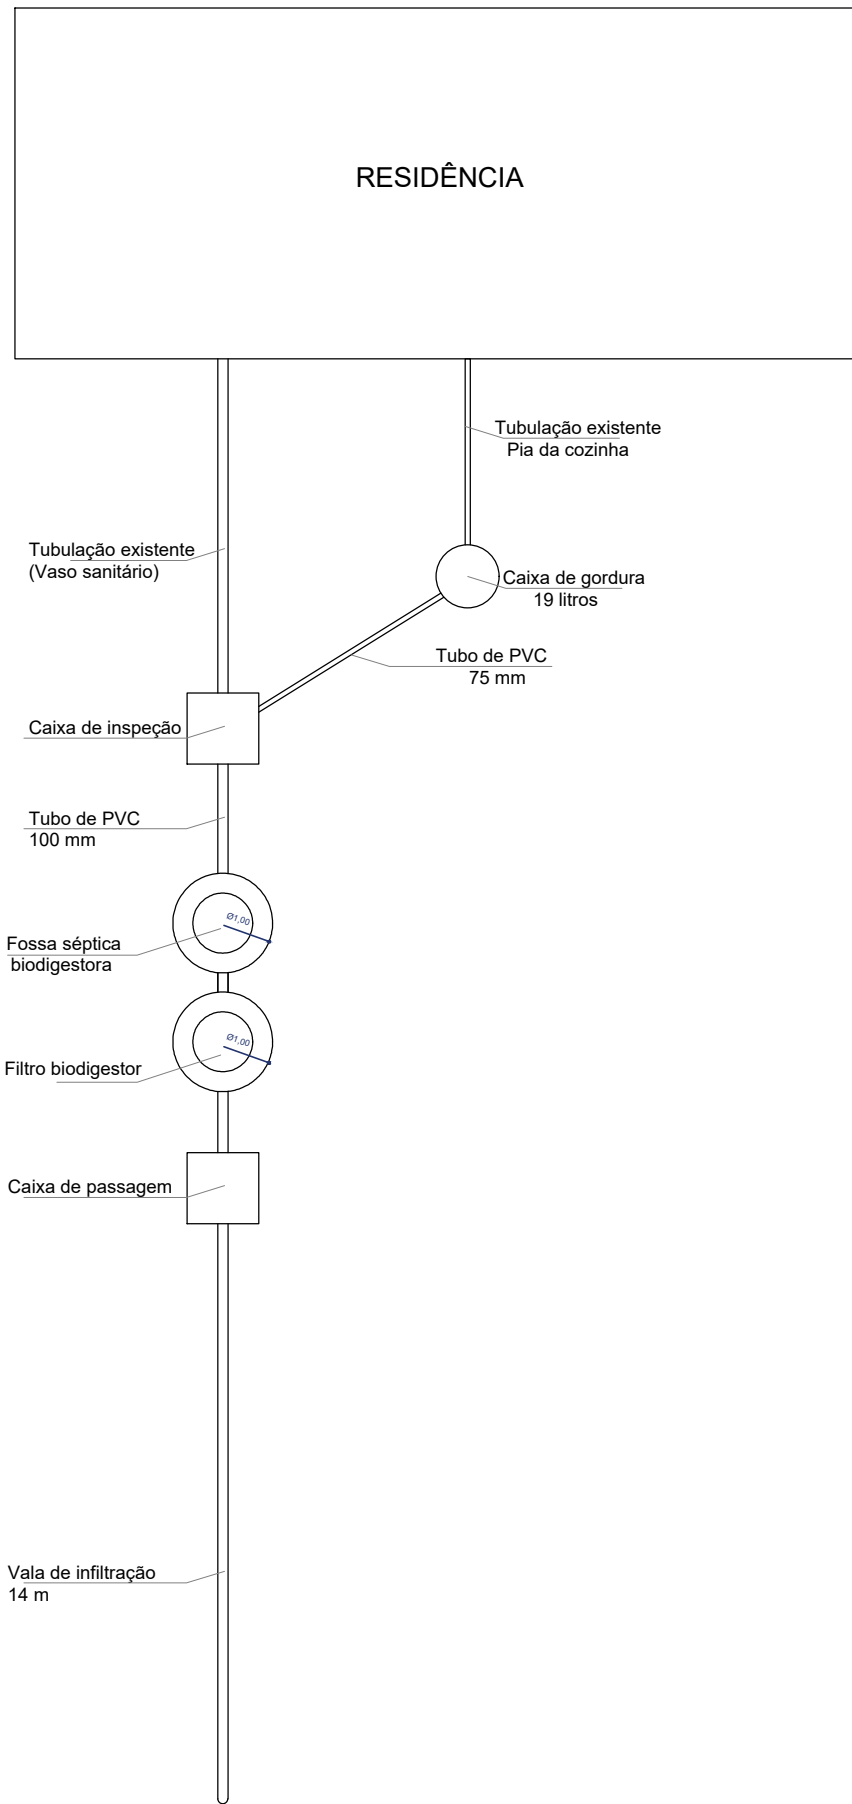 RESIDÊNCIA
Tubulação existente
Pia da cozinha
Tubulação existente
(Vaso sanitário)
Caixa de gordura
19 litros
Tubo de PVC
75 mm
Caixa de inspeção
Tubo de PVC
100 mm
Ø1,00
Fossa séptica
biodigestora
Ø1,00
Filtro biodigestor
Caixa de passagem
Vala de infiltração
14 m